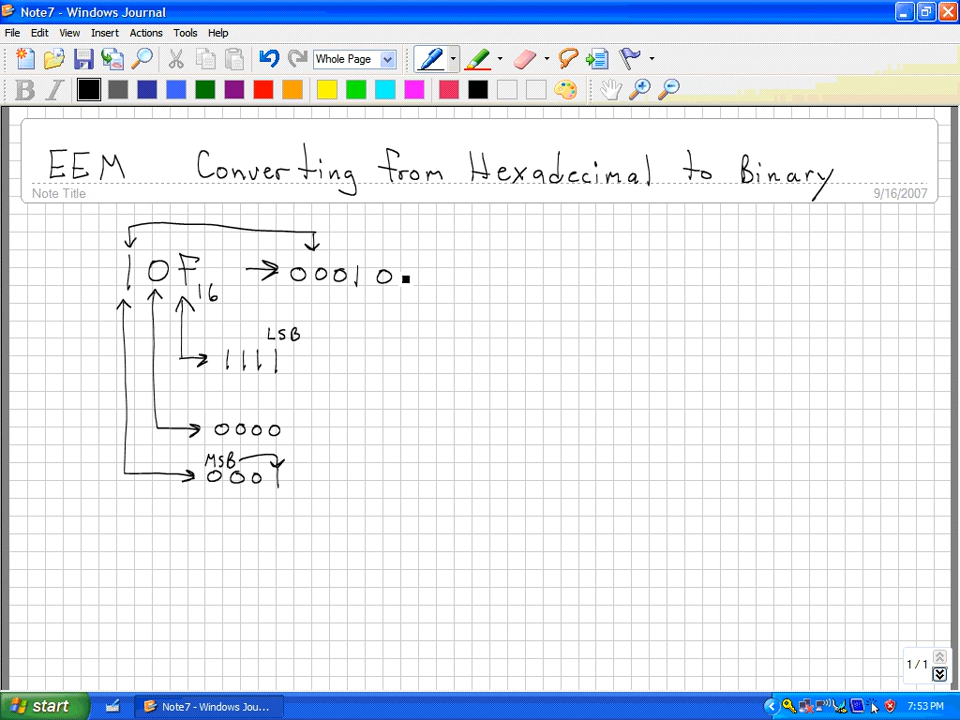 Note7 - Windows Journal
File Edit View Insert Actions Tools Help
Whole Page
B I
EEM Converting from Hexadecimal to Binary
Note Title
9/16/2007
10F16 → 00010
LSB
1111
0000
MSB
0001
1/1
start
Note7 - Windows Jou...
7:53 PM